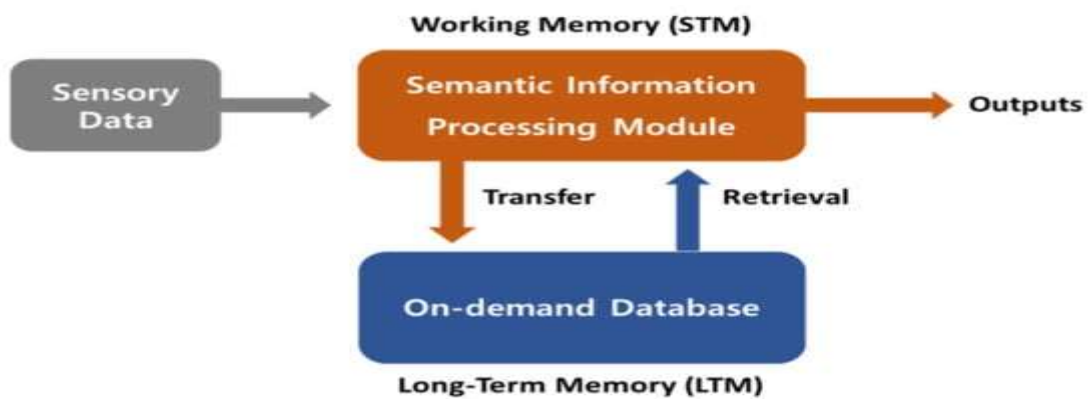 Working Memory (STM)
Sensory
Data
Semantic Information
Processing Module
Outputs
Transfer
Retrieval
On-demand Database
Long-Term Memory (LTM)